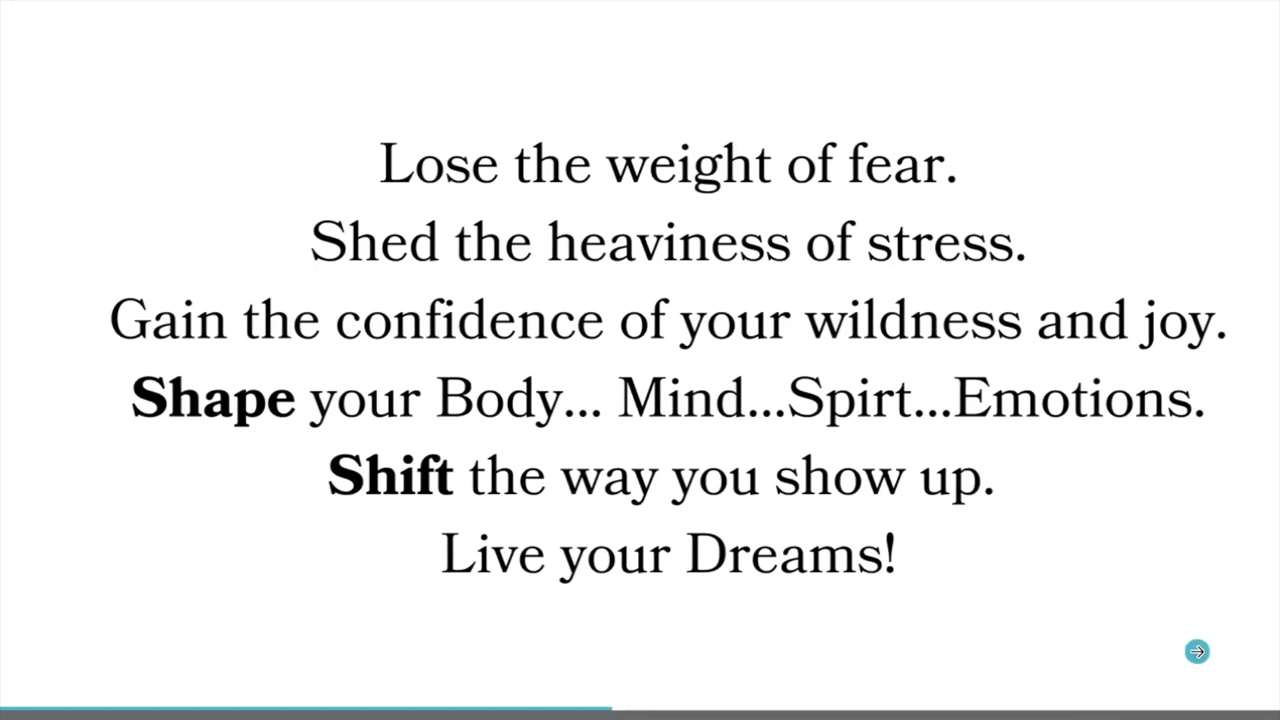 Lose the weight of fear.
Shed the heaviness of stress.
Gain the confidence of your wildness and joy.
Shape your Body... Mind...Spirt...Emotions.
Shift the way you show up.
Live your Dreams!